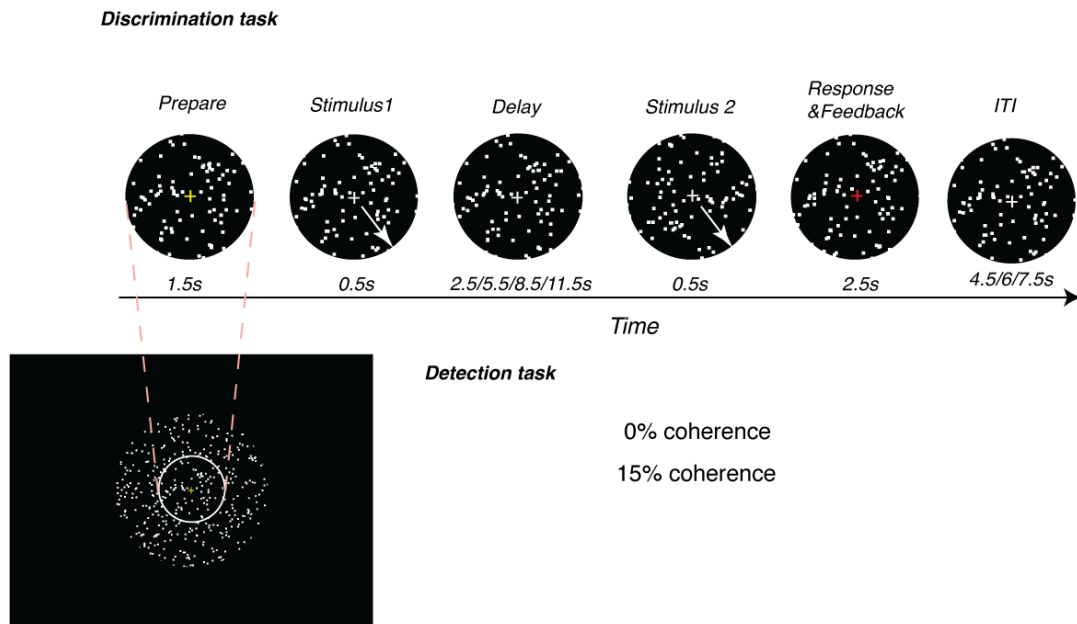 Discrimination task
Prepare
Stimulus1
Delay
Stimulus 2
Response
&Feedback
ITI
1.5s
0.5s
2.5/5.5/8.5/11.5s
0.5s
2.5s
4.5/6/7.5s
Time
Detection task
0% coherence
15% coherence